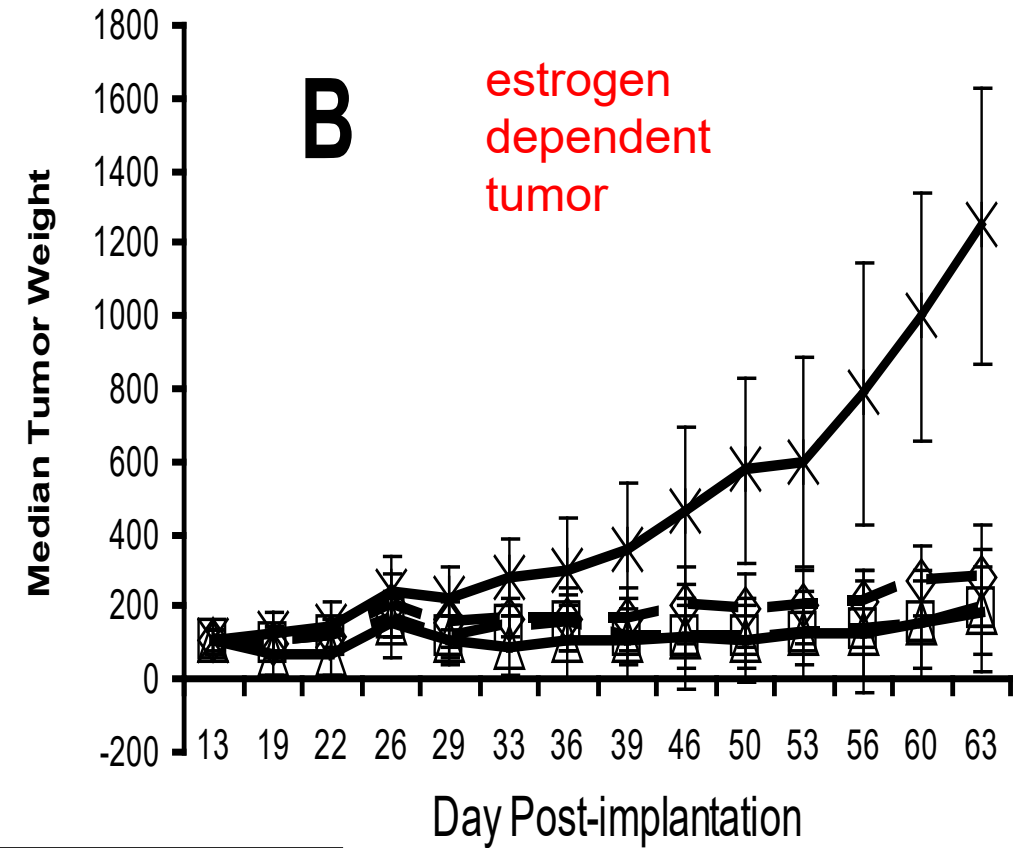 1800
1600
1400
1200
1000
800
600
400
200
0
-200
Median Tumor Weight
B
estrogen
dependent
tumor
13 19 22 26 29 33 36 39 46 50 53 56 60 63
Day Post-implantation